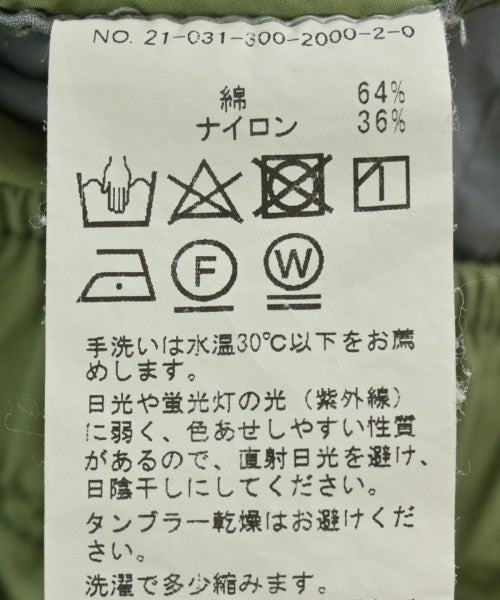 NO. 21-031-300-2000-2-0
綿 64%
ナイロン 36%
F
W
手洗いは水温30℃以下をお薦
めします。
日光や蛍光灯の光（紫外線）
に弱く、色あせしやすい性質
があるので、直射日光を避け、
日陰干しにしてください。
タンブラー乾燥はお避けくだ
さい。
洗濯で多少縮みます。